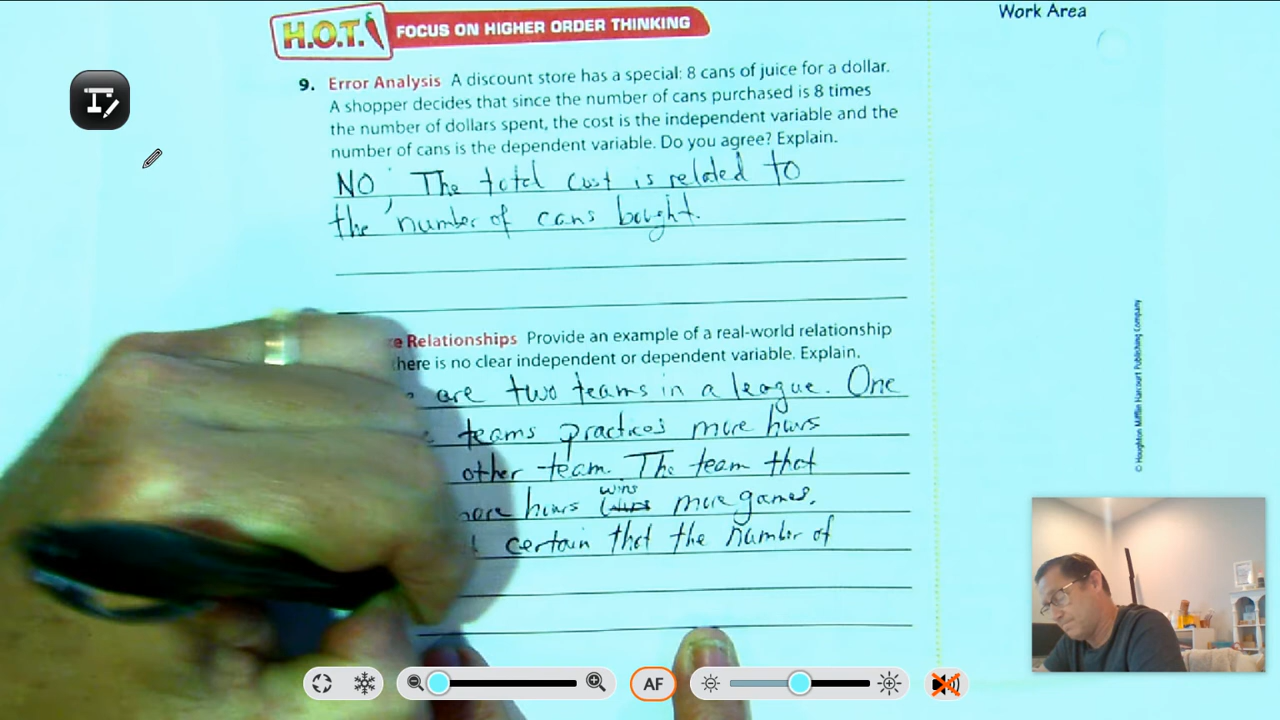 H.O.T. FOCUS ON HIGHER ORDER THINKING
Work Area
9. Error Analysis A discount store has a special: 8 cans of juice for a dollar.
A shopper decides that since the number of cans purchased is 8 times
the number of dollars spent, the cost is the independent variable and the
number of cans is the dependent variable. Do you agree? Explain.
NO; The total cost is related to
the number of cans bought.
Relationships Provide an example of a real-world relationship
there is no clear independent or dependent variable. Explain.
are two teams in a league. One
teams practices more hours
other team. The team that
more hours wins more games.
certain that the number of
© Houghton Mifflin Harcourt Publishing Company
AF